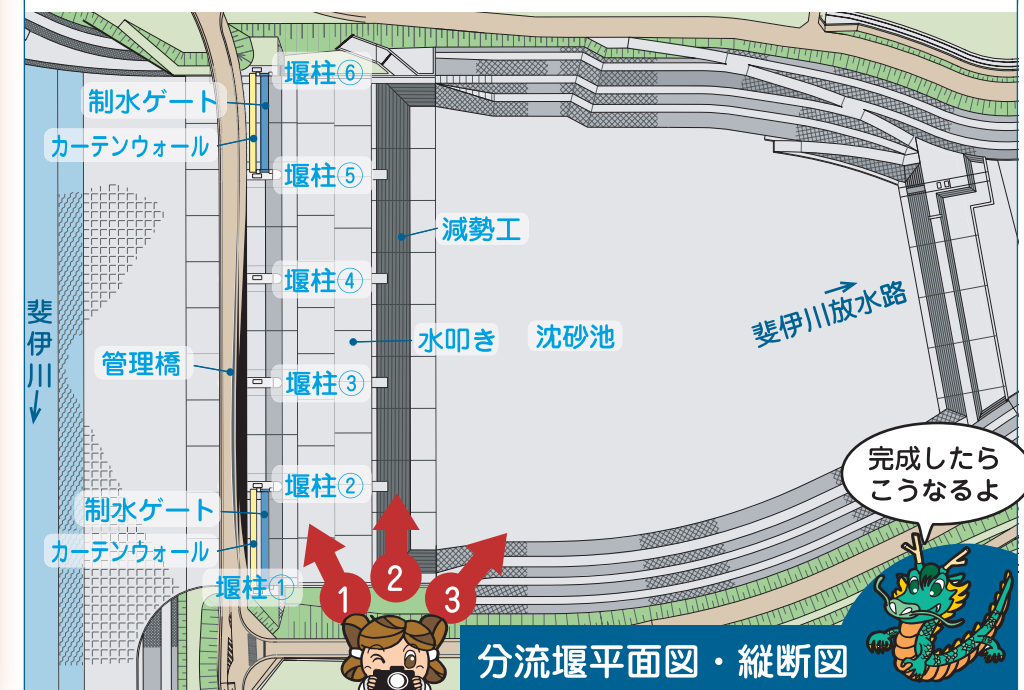 堰柱⑥
制水ゲート
カーテンウォール
堰柱⑤
減勢工
堰柱④
斐伊川
水叩き
沈砂池
斐伊川放水路
管理橋
堰柱③
完成したら
こうなるよ
堰柱②
制水ゲート
カーテンウォール
堰柱①
1
2
3
分流堰平面図・縦断図